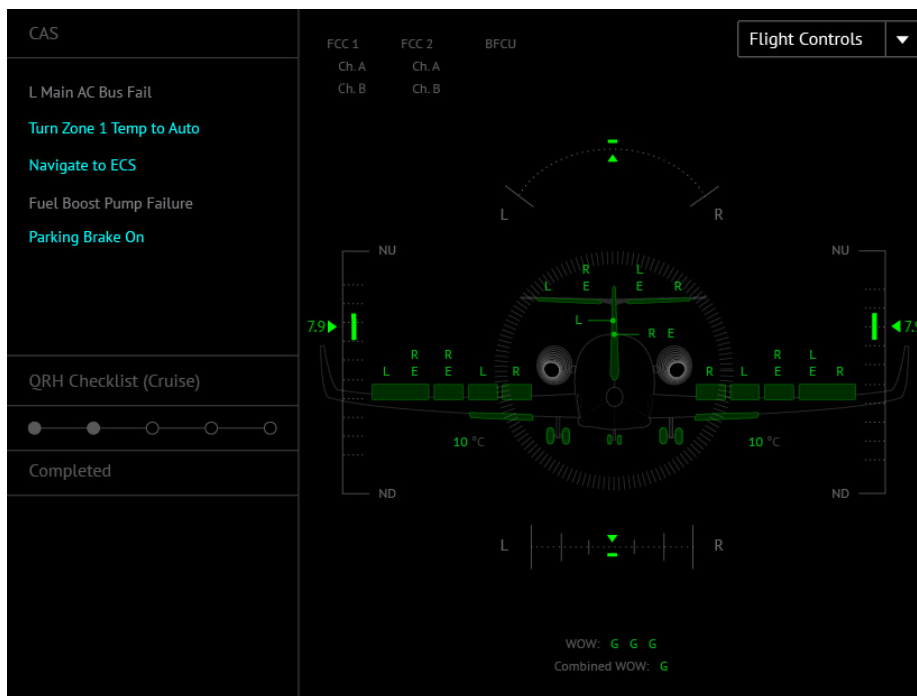 CAS
L Main AC Bus Fail
Turn Zone 1 Temp to Auto
Navigate to ECS
Fuel Boost Pump Failure
Parking Brake On
QRH Checklist (Cruise)
Completed
FCC 1 FCC 2 BFCU
Ch. A Ch. A
Ch. B Ch. B
Flight Controls
L R
NU NU
R L
L E E R
7.9 L R E 7.9
R R R L
L E E L R R L E E R
10 °C 10 °C
ND ND
L R
WOW: G G G
Combined WOW: G